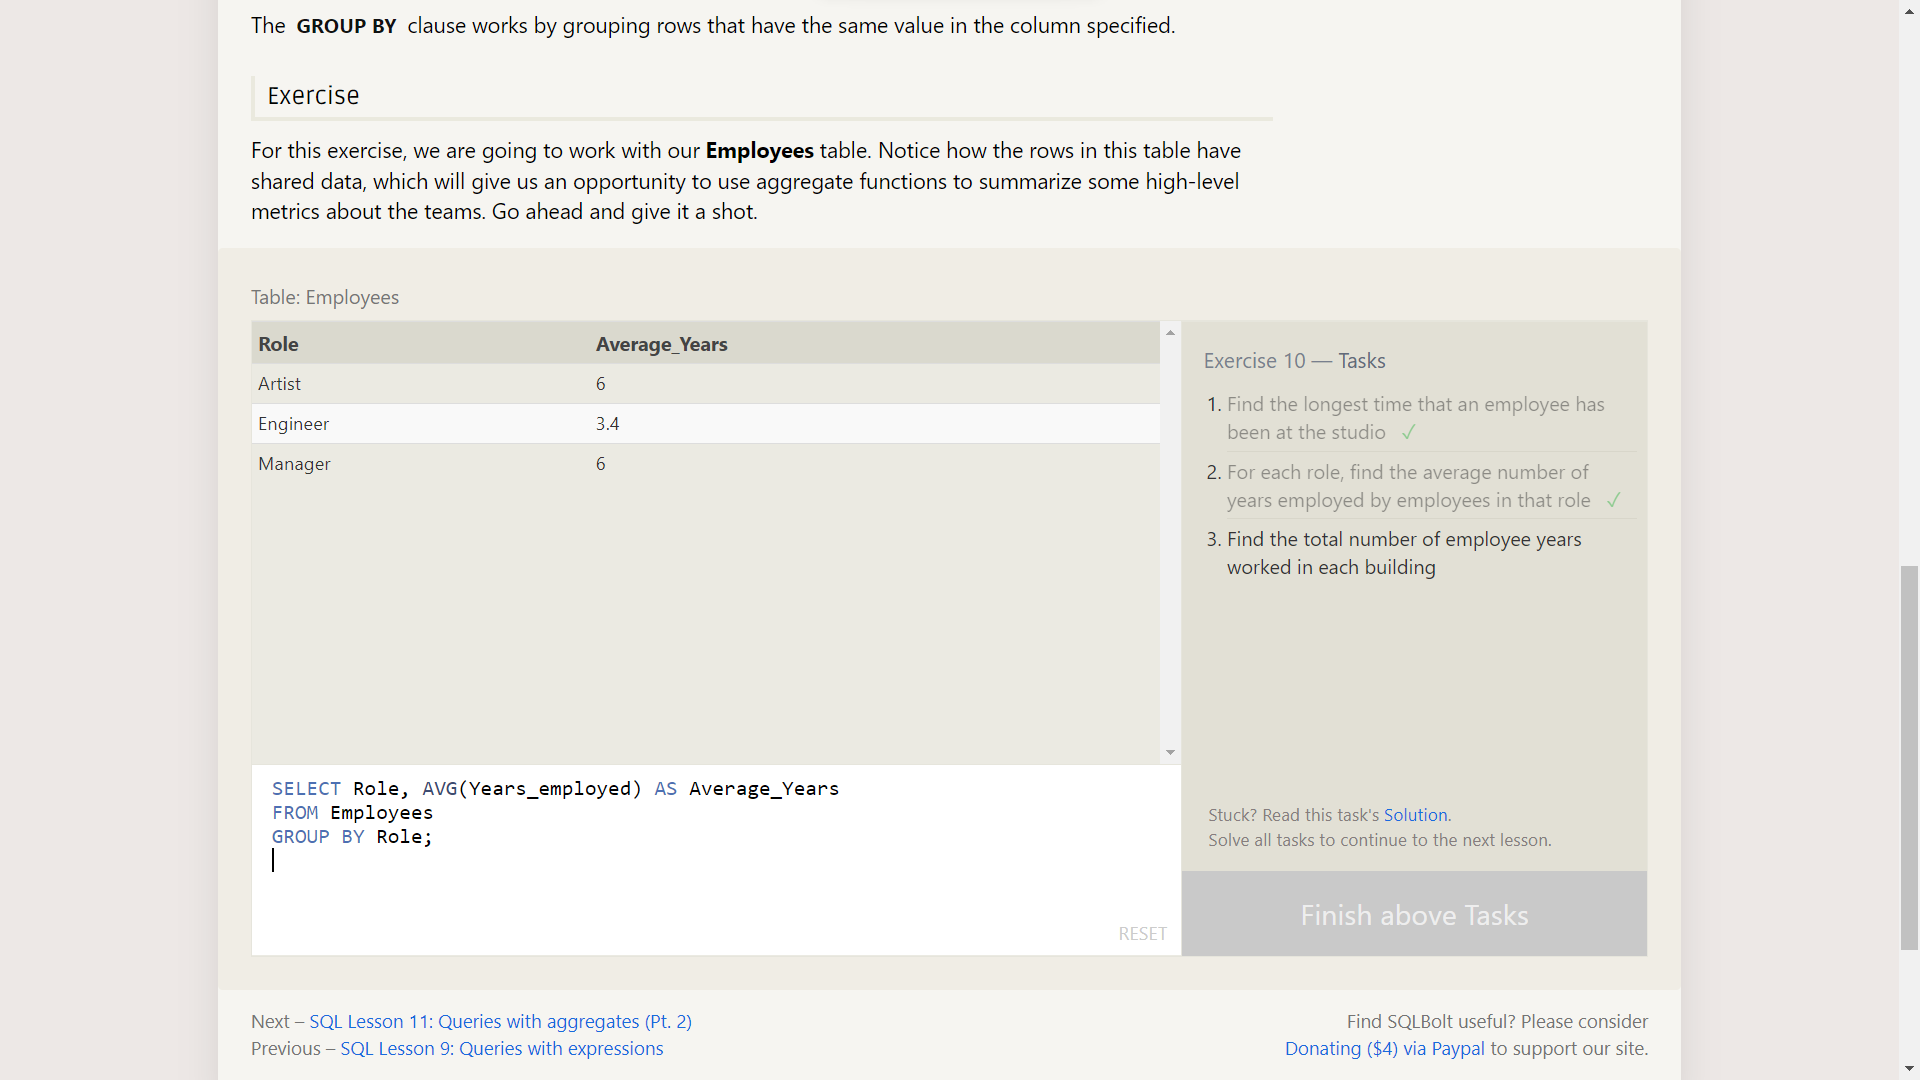 The GROUP BY clause works by grouping rows that have the same value in the column specified.
Exercise
For this exercise, we are going to work with our Employees table. Notice how the rows in this table have
shared data, which will give us an opportunity to use aggregate functions to summarize some high-level
metrics about the teams. Go ahead and give it a shot.
Table: Employees
Role Average_Years
Artist 6
Engineer 3.4
Manager 6
SELECT Role, AVG(Years_employed) AS Average_Years
FROM Employees
GROUP BY Role;
RESET
Exercise 10 — Tasks
1. Find the longest time that an employee has
been at the studio ✓
2. For each role, find the average number of
years employed by employees in that role ✓
3. Find the total number of employee years
worked in each building
Stuck? Read this task's Solution.
Solve all tasks to continue to the next lesson.
Finish above Tasks
Next – SQL Lesson 11: Queries with aggregates (Pt. 2)
Previous – SQL Lesson 9: Queries with expressions
Find SQLBolt useful? Please consider
Donating ($4) via Paypal to support our site.